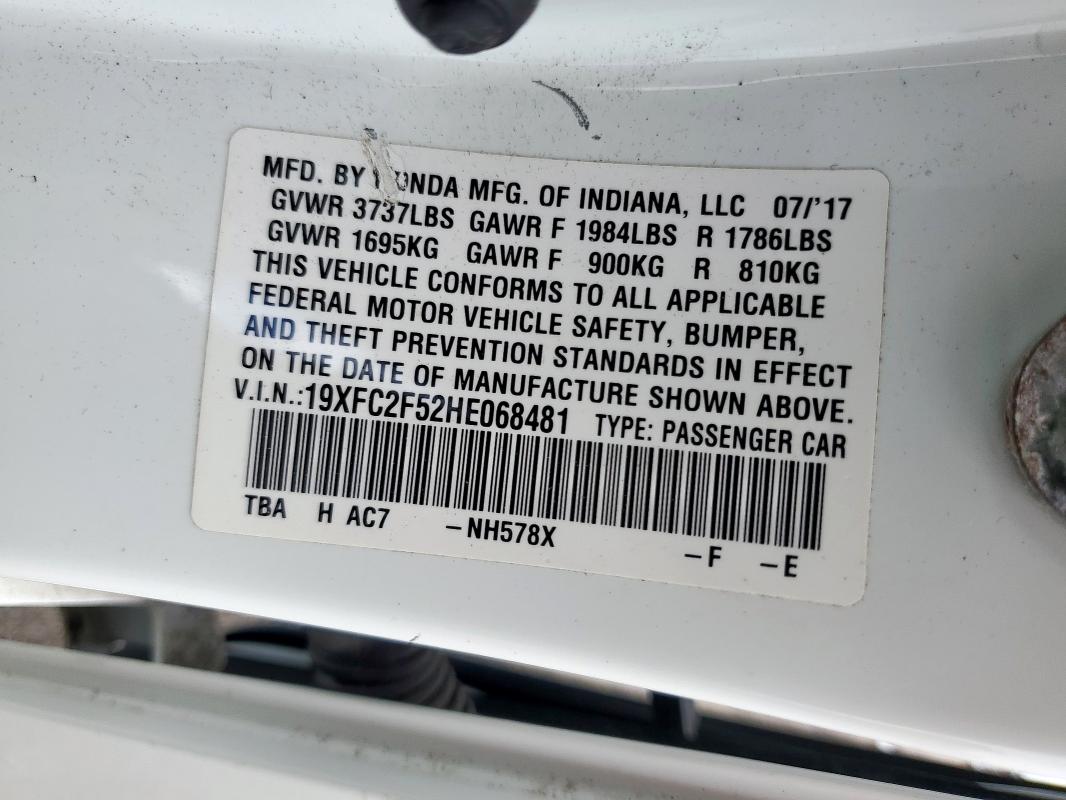 MFD. BY HONDA MFG. OF INDIANA, LLC 07/'17
GVWR 3737LBS GAWR F 1984LBS R 1786LBS
GVWR 1695KG GAWR F 900KG R 810KG
THIS VEHICLE CONFORMS TO ALL APPLICABLE
FEDERAL MOTOR VEHICLE SAFETY, BUMPER,
AND THEFT PREVENTION STANDARDS IN EFFECT
ON THE DATE OF MANUFACTURE SHOWN ABOVE.
V.I.N.:19XFC2F52HE068481 TYPE: PASSENGER CAR
TBA H AC7 –NH578X –F –E